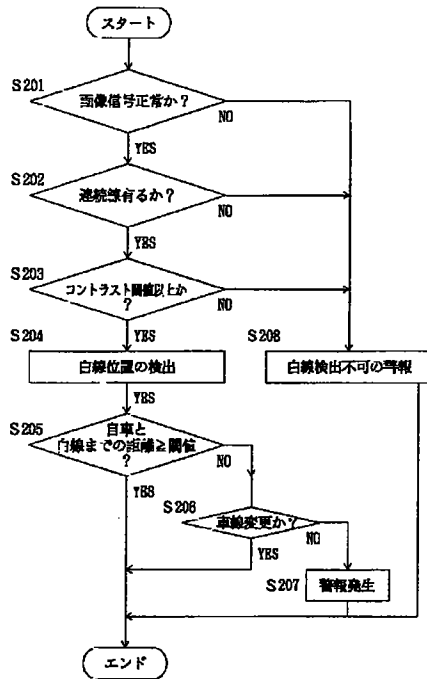 スタート
S201
画像信号正常か?
NO
YES
S202
連続線有るか?
NO
YES
S203
コントラスト閾値以上か
?
NO
YES
S204
白線位置の検出
S208
白線検出不可の警報
YES
S205
自車と
白線までの距離≧閾値
?
NO
YES
S206
車線変更か?
NO
YES
S207
警報発生
エンド